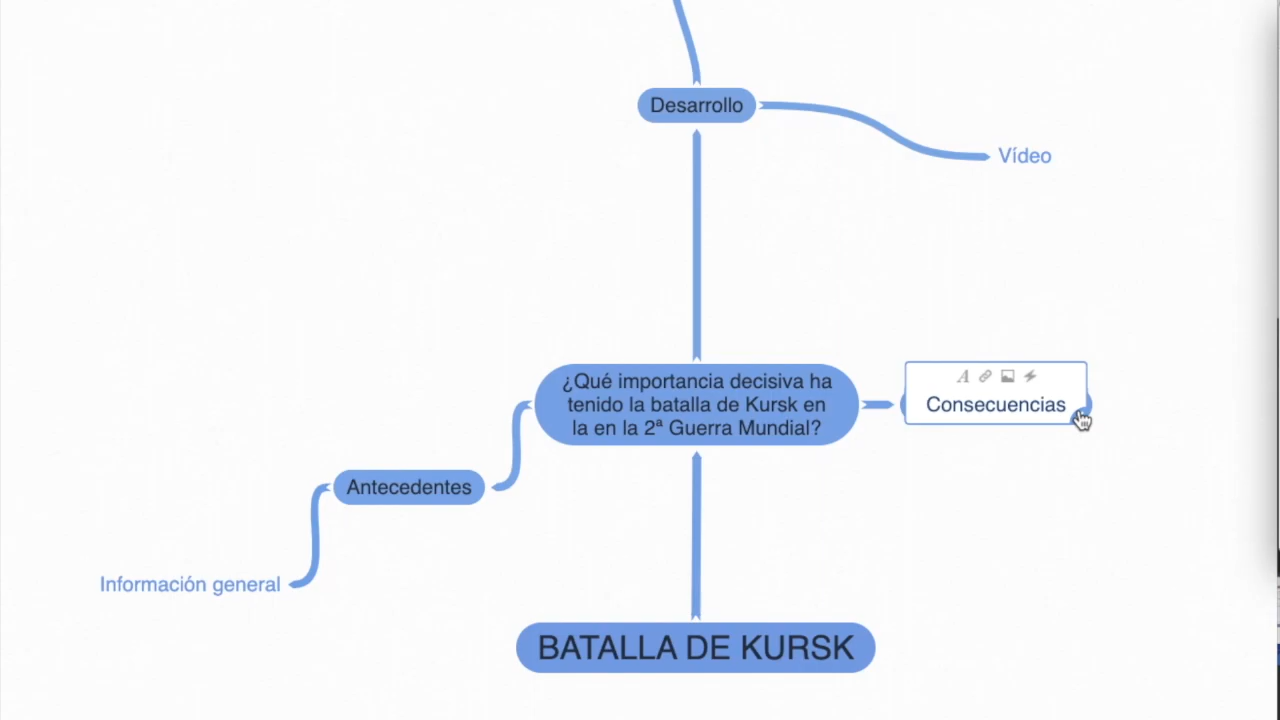 Desarrollo
Vídeo
¿Qué importancia decisiva ha
tenido la batalla de Kursk en
la en la 2ª Guerra Mundial?
Consecuencias
Antecedentes
Información general
BATALLA DE KURSK